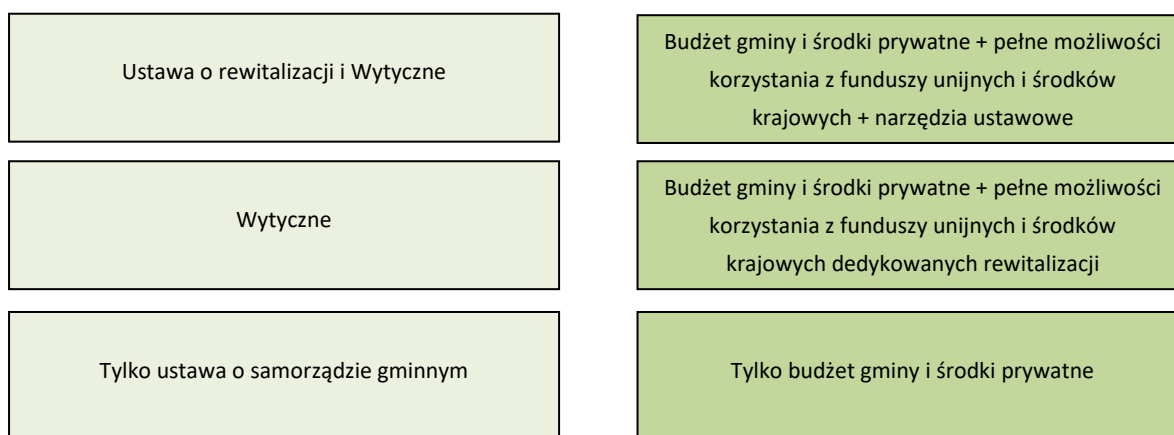 Ustawa o rewitalizacji i Wytyczne
Budżet gminy i środki prywatne + pełne możliwości
korzystania z funduszy unijnych i środków
krajowych + narzędzia ustawowe
Wytyczne
Budżet gminy i środki prywatne + pełne możliwości
korzystania z funduszy unijnych i środków
krajowych dedykowanych rewitalizacji
Tylko ustawa o samorządzie gminnym
Tylko budżet gminy i środki prywatne